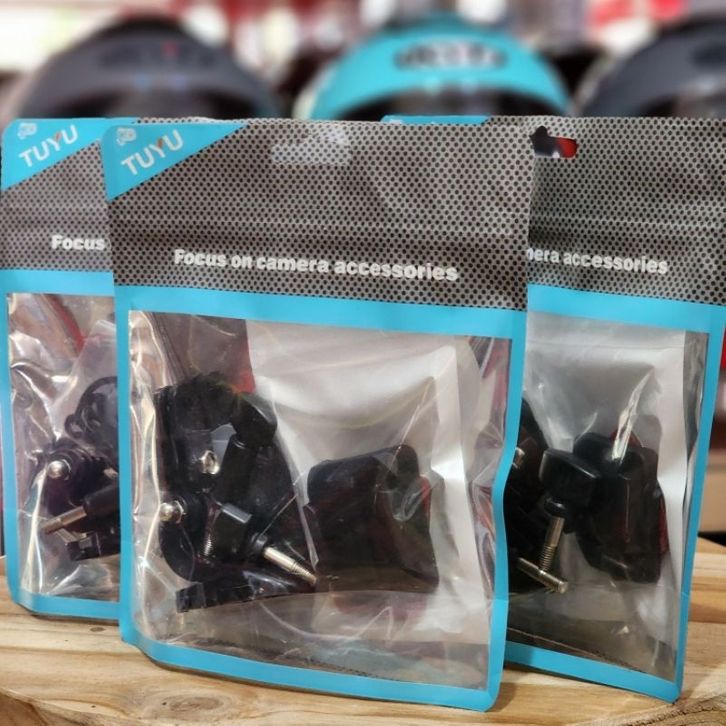 TUYU
Focus
TUYU
Focus on camera accessories
mera accessories